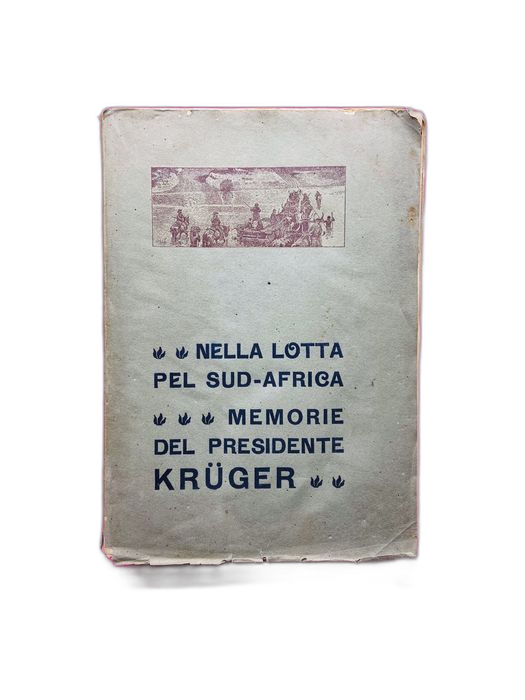 NELLA LOTTA
PEL SUD-AFRICA
MEMORIE
DEL PRESIDENTE
KRÜGER